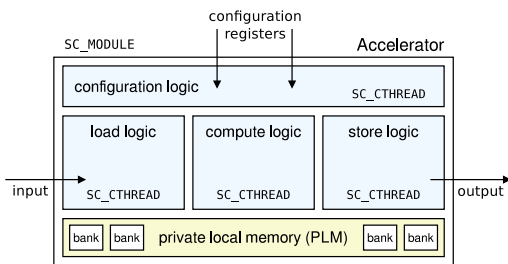 configuration
registers
SC_MODULE
Accelerator
configuration logic
SC_CTHREAD
load logic
compute logic
store logic
input
SC_CTHREAD
SC_CTHREAD
SC_CTHREAD
output
bank
bank
private local memory (PLM)
bank
bank